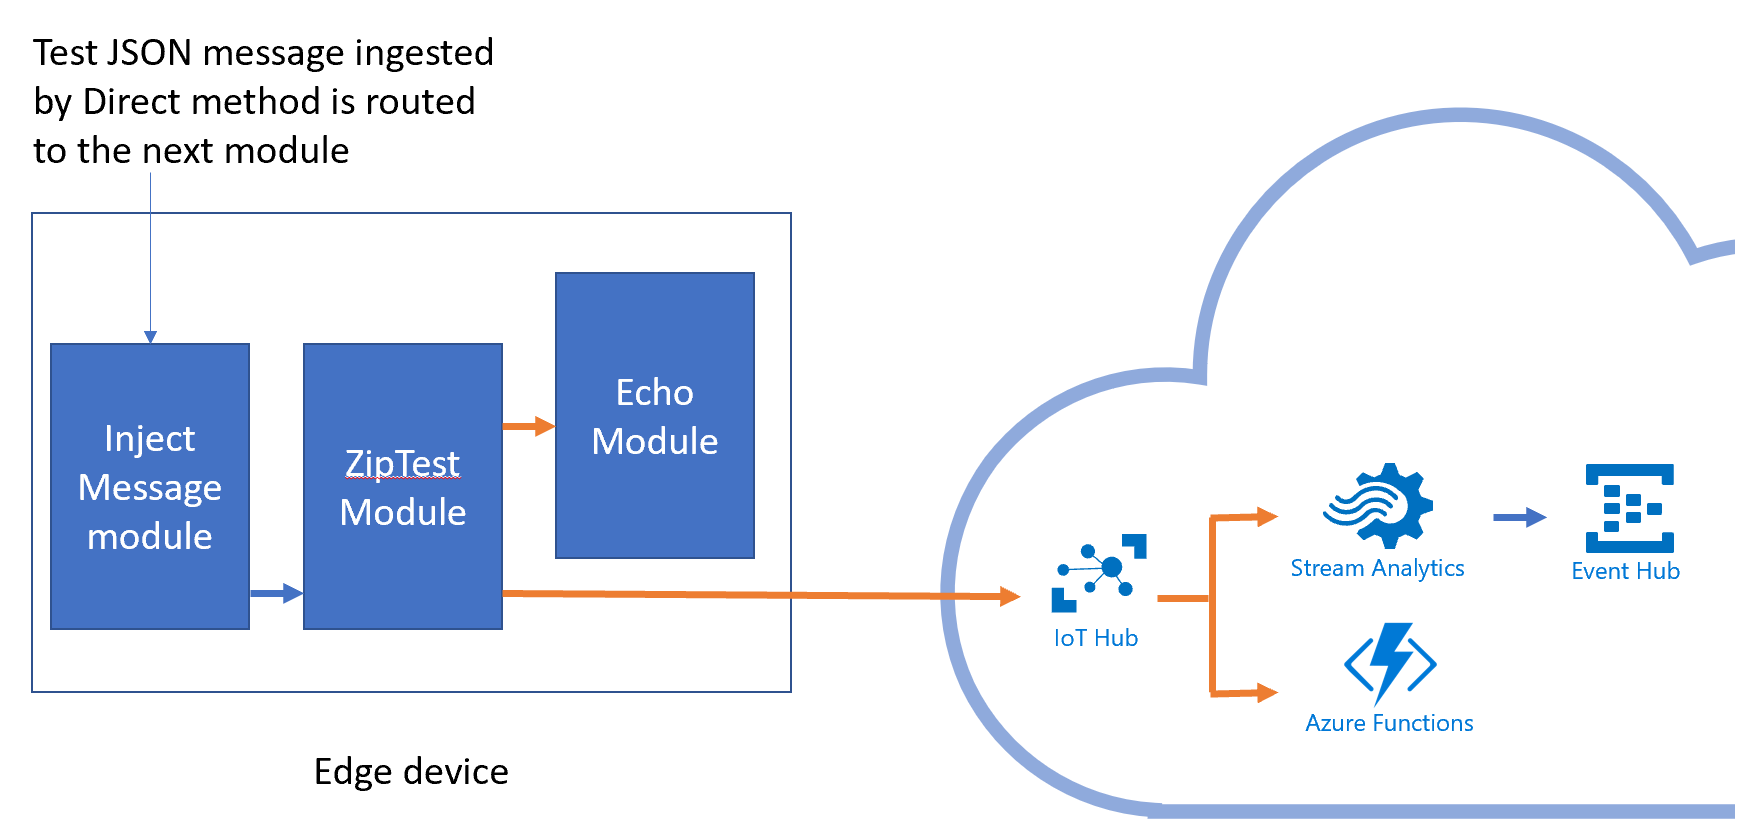 Test JSON message ingested
by Direct method is routed
to the next module
Inject
Message
module
ZipTest
Module
Echo
Module
Edge device
IoT Hub
Stream Analytics
Event Hub
Azure Functions